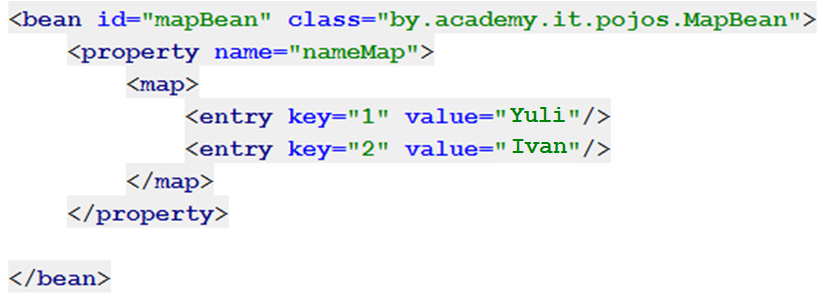 <bean id="mapBean" class="by.academy.it.pojos.MapBean">
<property name="nameMap">
<map>
<entry key="1" value="Yuli"/>
<entry key="2" value="Ivan"/>
</map>
</property>
</bean>